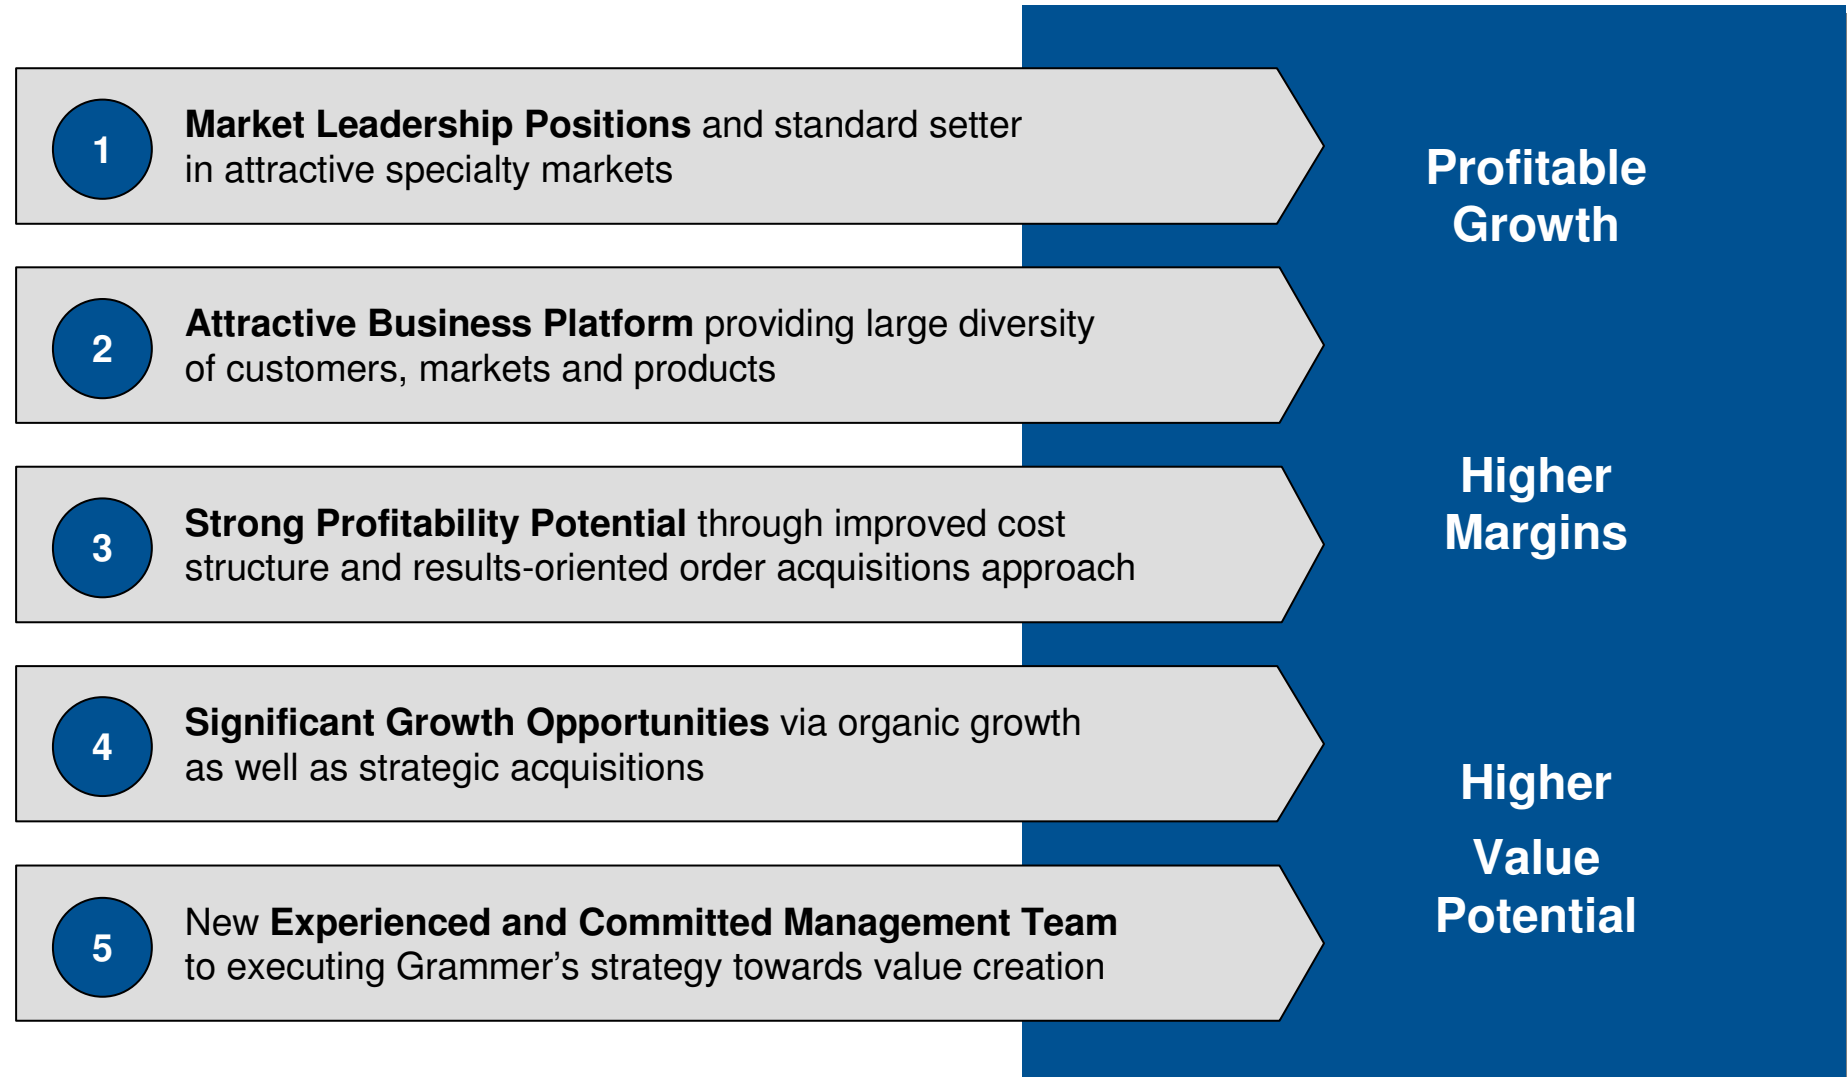 1
Market Leadership Positions and standard setter
in attractive specialty markets
2
Attractive Business Platform providing large diversity
of customers, markets and products
3
Strong Profitability Potential through improved cost
structure and results-oriented order acquisitions approach
4
Significant Growth Opportunities via organic growth
as well as strategic acquisitions
5
New Experienced and Committed Management Team
to executing Grammer’s strategy towards value creation
Profitable
Growth
Higher
Margins
Higher
Value
Potential